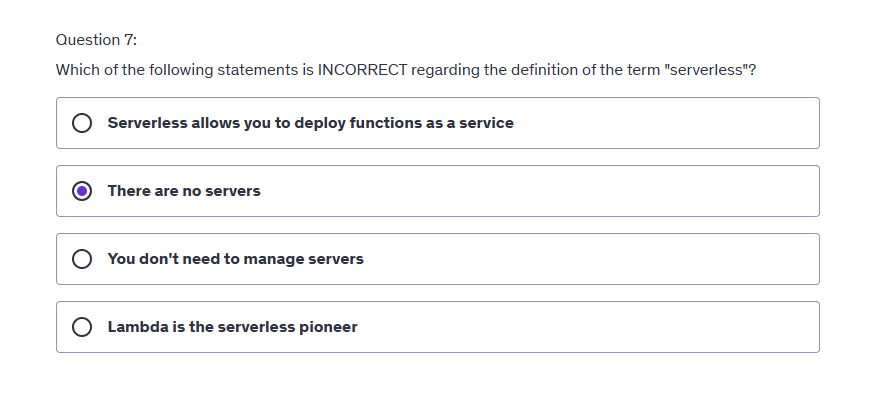 Question 7:
Which of the following statements is INCORRECT regarding the definition of the term "serverless"?
Serverless allows you to deploy functions as a service
There are no servers
You don't need to manage servers
Lambda is the serverless pioneer